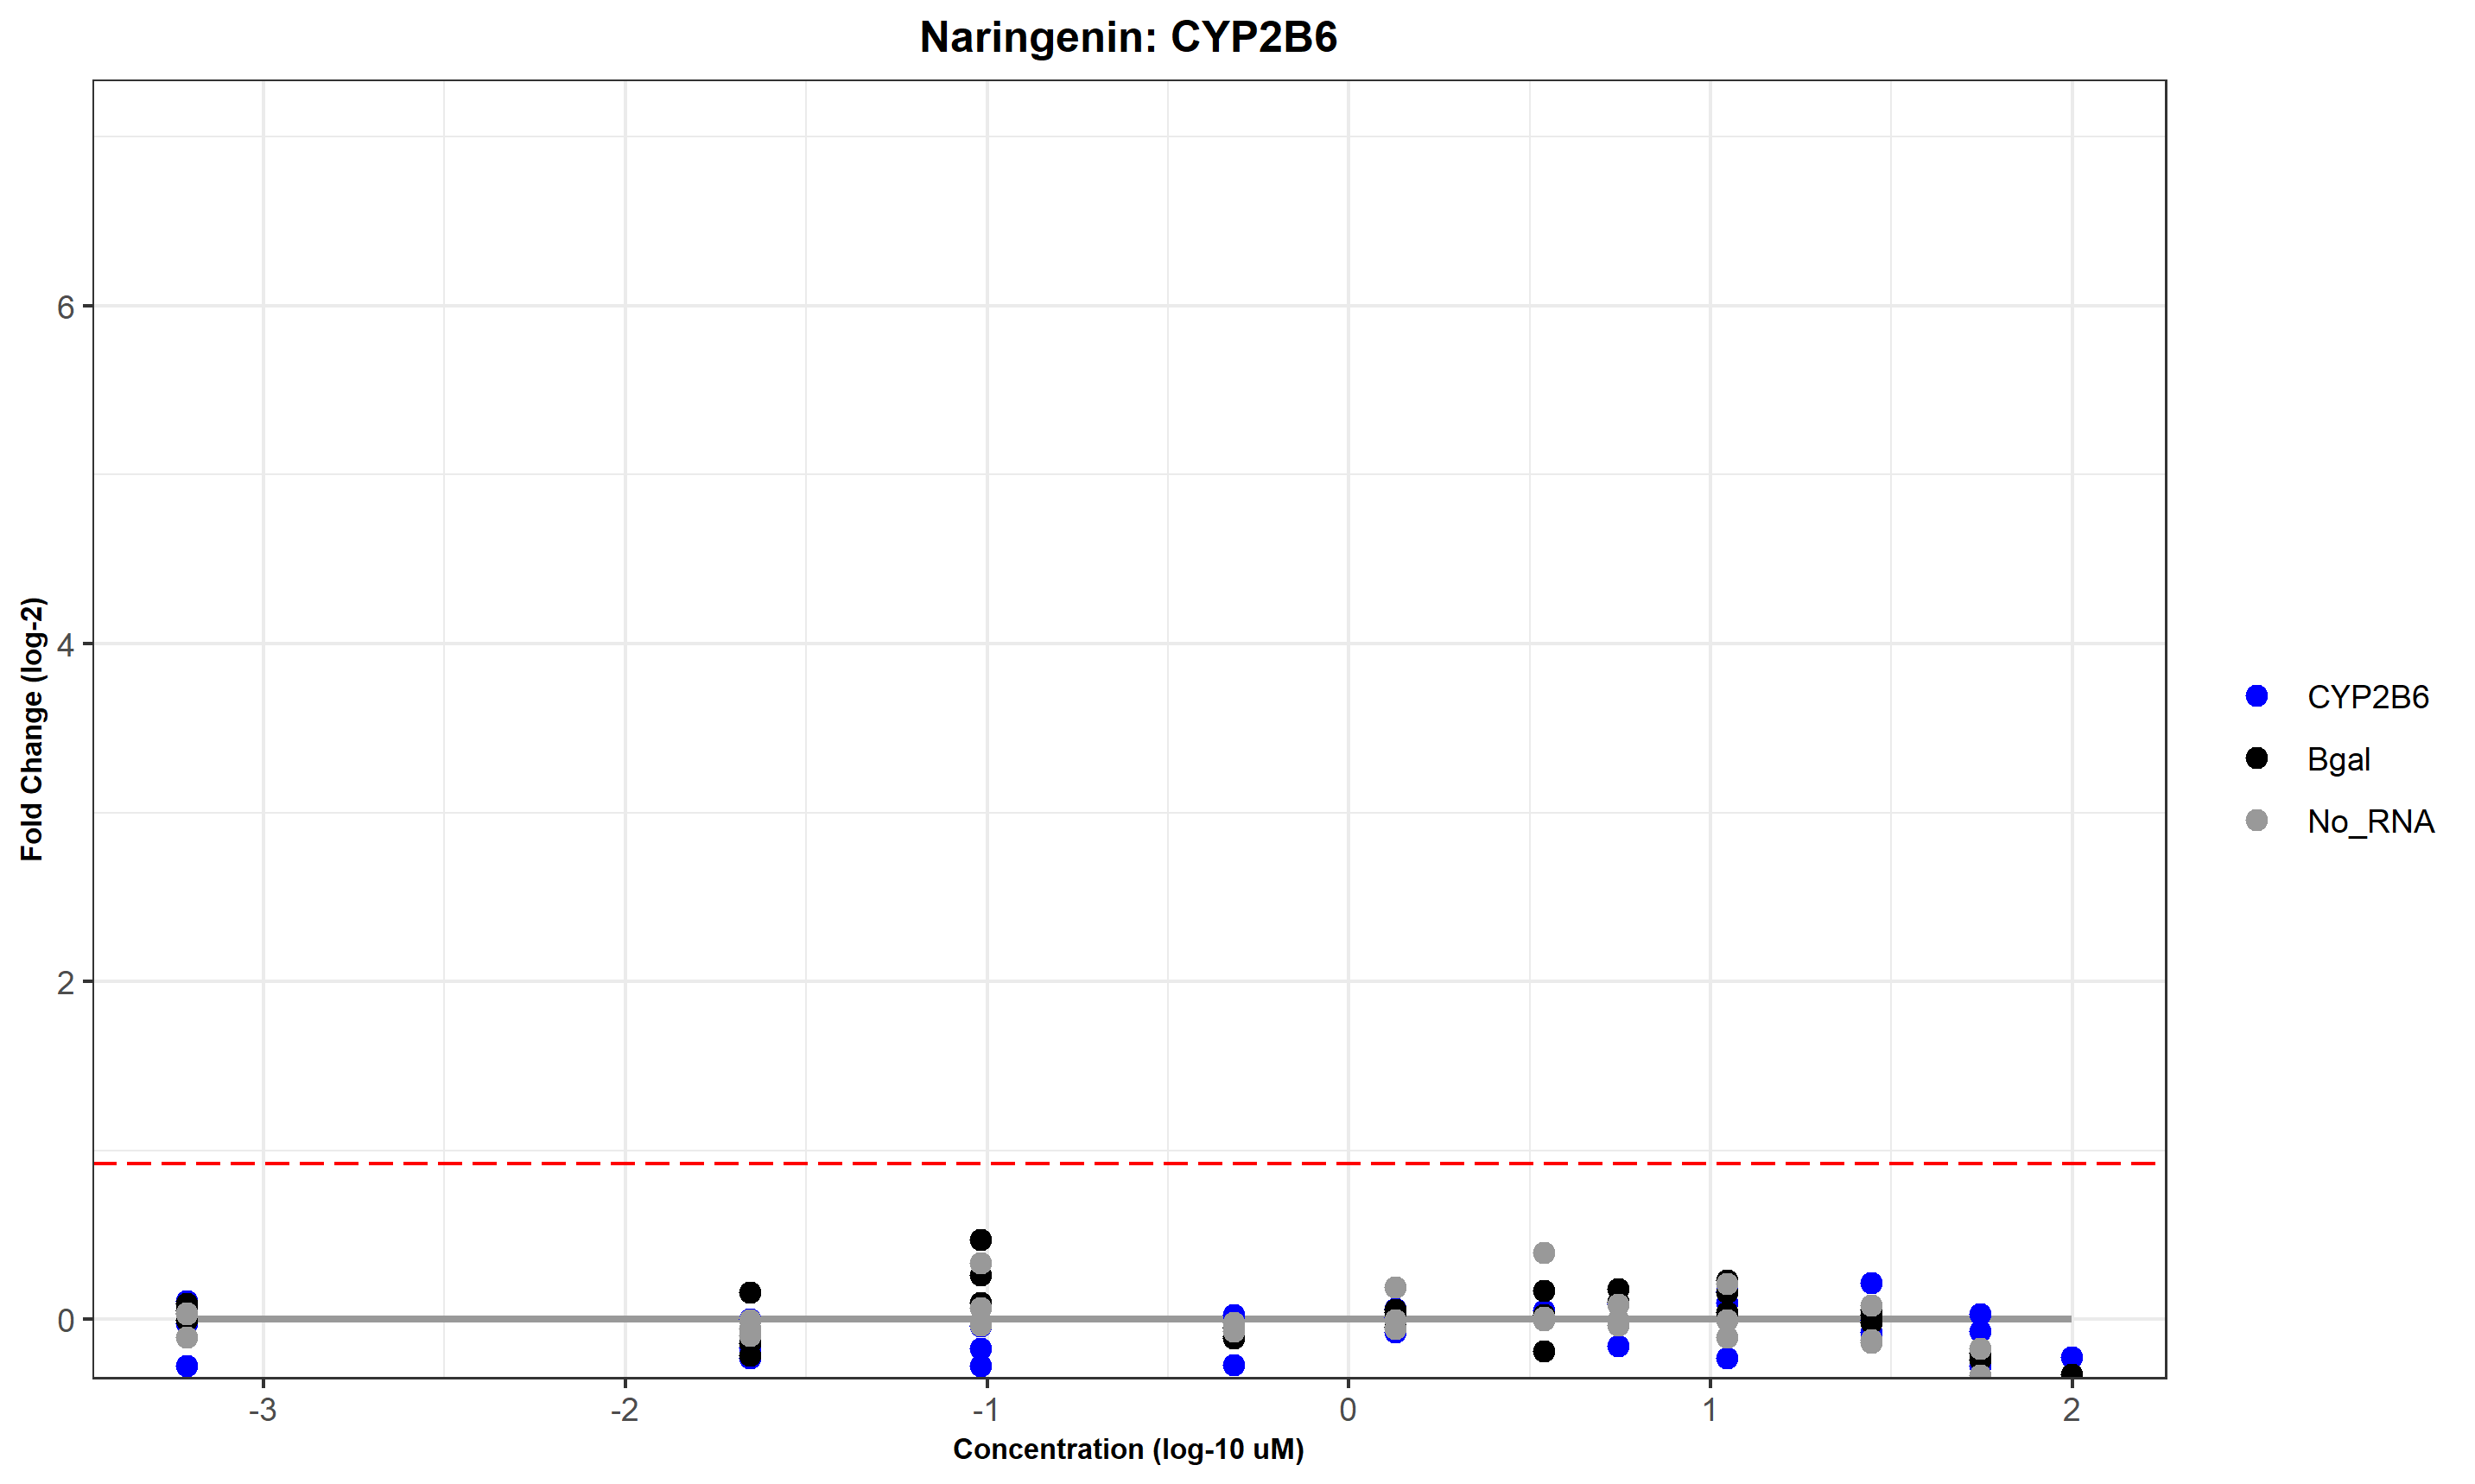 Naringenin: CYP2B6
Fold Change (log-2)
6
4
2
0
-3
-2
-1
0
1
2
Concentration (log-10 uM)
CYP2B6
Bgal
No_RNA